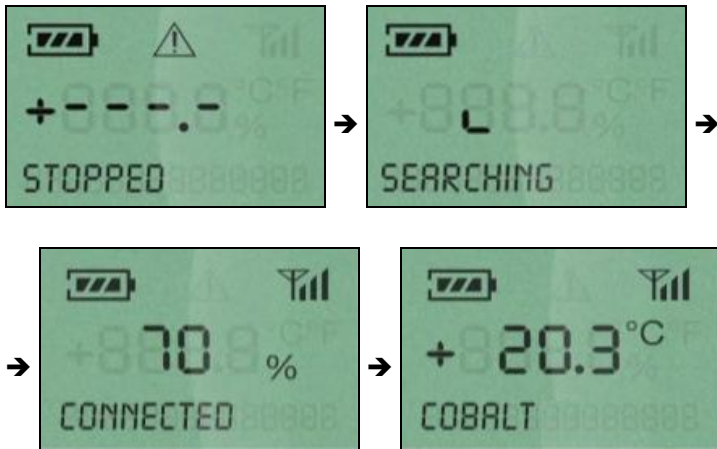 +---.-
STOPPED
SEARCHING
70 %
CONNECTED
+ 20.3 °C
COBALT